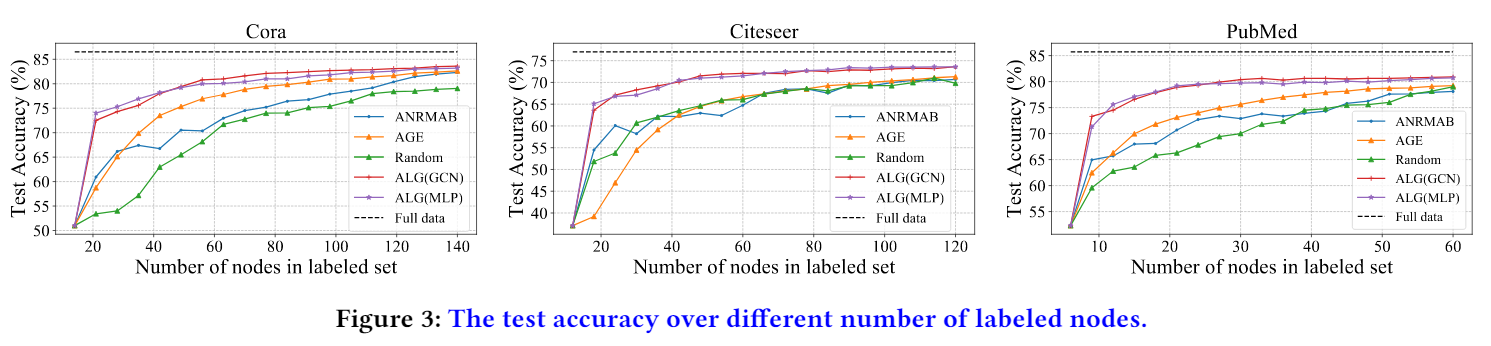 Cora
Test Accuracy (%)
85
80
75
70
65
60
55
50
20
40
60
80
100
120
140
Number of nodes in labeled set
ANRMAB
AGE
Random
ALG(GCN)
ALG(MLP)
Full data
Citeseer
Test Accuracy (%)
75
70
65
60
55
50
45
40
20
40
60
80
100
120
Number of nodes in labeled set
ANRMAB
AGE
Random
ALG(GCN)
ALG(MLP)
Full data
PubMed
Test Accuracy (%)
85
80
75
70
65
60
55
10
20
30
40
50
60
Number of nodes in labeled set
ANRMAB
AGE
Random
ALG(GCN)
ALG(MLP)
Full data
Figure 3: The test accuracy over different number of labeled nodes.